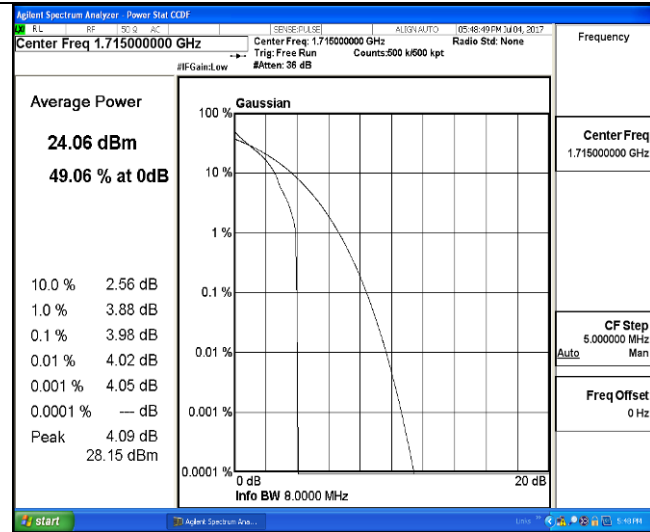 Agilent Spectrum Analyzer - Power Stat CCDF
RL RF 50 Ω AC SENSE:PULSE ALIGN AUTO 05:48:49 PM Jul 04, 2017
Center Freq 1.715000000 GHz
Center Freq: 1.715000000 GHz
Radio Std: None
Trig: Free Run Counts:500 k/500 kpt
#IFGain:Low #Atten: 36 dB
Frequency
Average Power
24.06 dBm
49.06 % at 0dB
10.0 % 2.56 dB
1.0 % 3.88 dB
0.1 % 3.98 dB
0.01 % 4.02 dB
0.001 % 4.05 dB
0.0001 % --- dB
Peak 4.09 dB
28.15 dBm
Gaussian
100 %
10 %
1 %
0.1 %
0.01 %
0.001 %
0.0001 %
0 dB 20 dB
Info BW 8.0000 MHz
Center Freq
1.715000000 GHz
CF Step
5.000000 MHz
Auto Man
Freq Offset
0 Hz
start
Agilent Spectrum Ana...
Links
5:48 PM